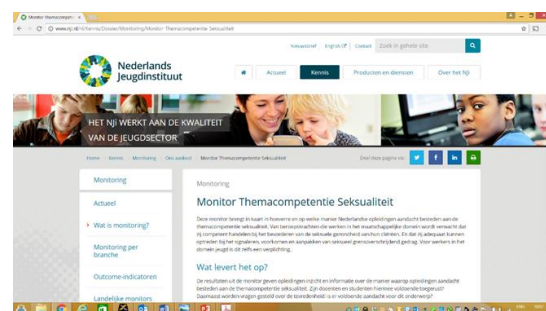 Monitor Themacompetentie
www.nji.nl/nl/Kennis/Dossier/Monitoring/Monitor-Themacompetentie-Seksualiteit
Nieuwsbrief English Contact Zoek in gehele site
Nederlands
Jeugdinstituut
Actueel Kennis Producten en diensten Over het NJi
HET NJi WERKT AAN DE KWALITEIT
VAN DE JEUGDSECTOR
Home Kennis Monitoring Ons aanbod Monitor Themacompetentie Seksualiteit Deel deze pagina via:
Monitoring
Actueel
Wat is monitoring?
Monitoring per
branche
Outcome-indicatoren
Landelijke monitors
Monitoring
Monitor Themacompetentie Seksualiteit
Deze monitor brengt in kaart in hoeverre en op welke manier Nederlandse opleidingen aandacht besteden aan de
themacompetentie seksualiteit. Van beroepskrachten die werken in het maatschappelijke domein wordt verwacht dat
zij competent handelen bij het bevorderen van de seksuele gezondheid van hun cliënten. En dat zij adequaat kunnen
optreden bij het signaleren, voorkomen en aanpakken van seksueel grensoverschrijdend gedrag. Voor werkers in het
domein jeugd is dit zelfs een verplichting.
Wat levert het op?
De resultaten uit de monitor geven opleidingen inzicht en informatie over de manier waarop opleidingen aandacht
besteden aan de themacompetentie seksualiteit. Zijn docenten en studenten hiervoor voldoende toegerust?
Daarnaast worden vragen gesteld over de tevredenheid: is er voldoende aandacht voor dit onderwerp?